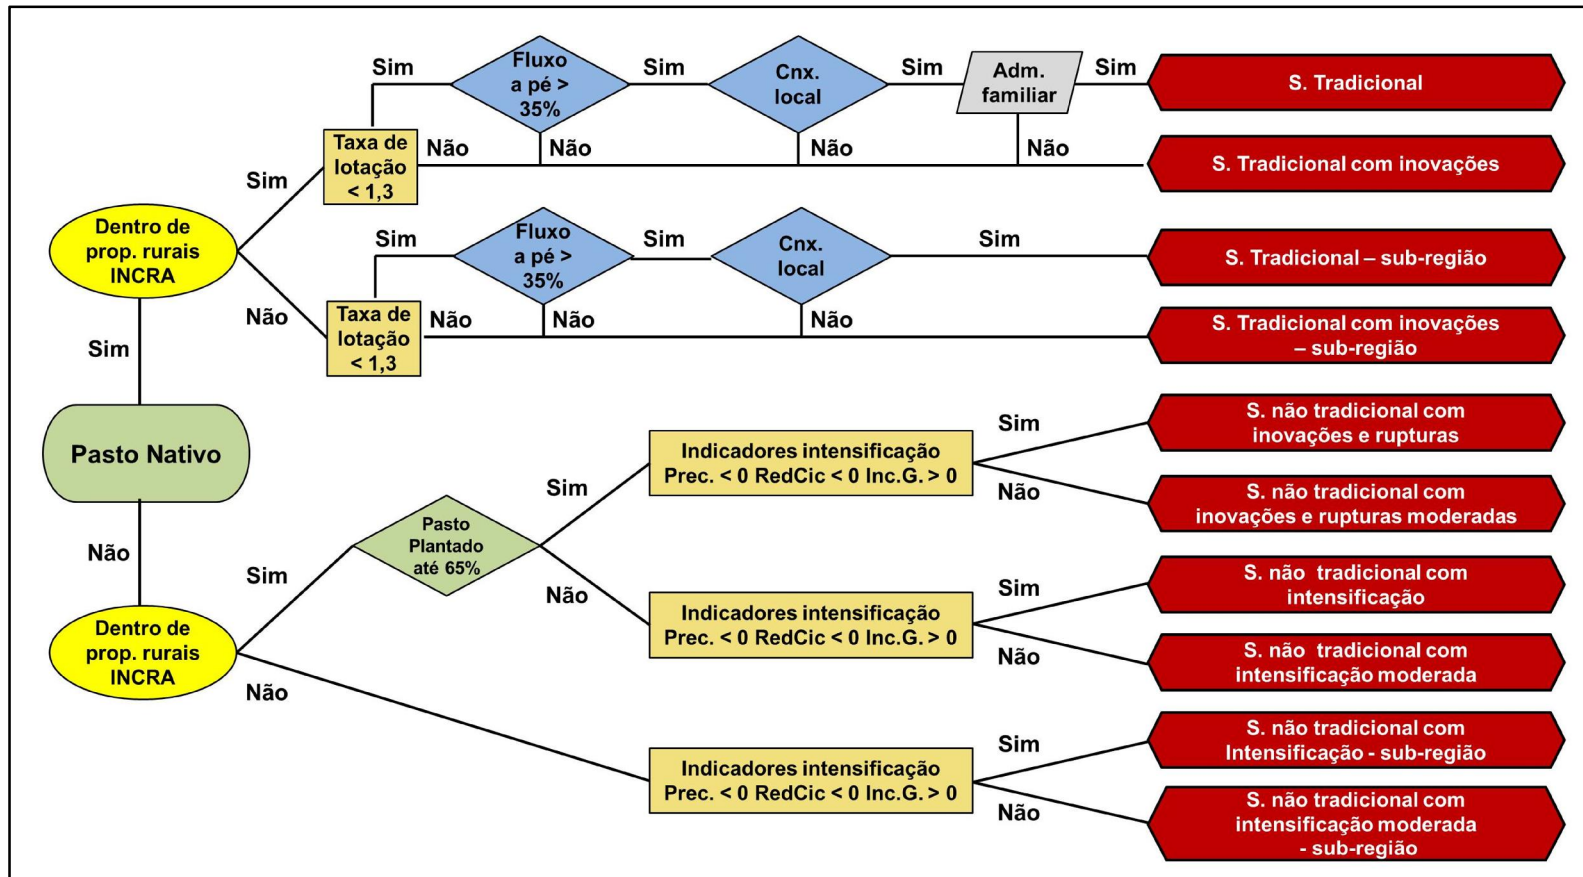 Sim
Fluxo
a pé >
35%
Sim
Cnx.
local
Sim
Adm.
familiar
Sim
S. Tradicional
Taxa de
lotação
< 1,3
Não
Não
Não
Não
S. Tradicional com inovações
Sim
Dentro de
prop. rurais
INCRA
Não
Sim
Fluxo
a pé >
35%
Sim
Cnx.
local
Sim
S. Tradicional – sub-região
Taxa de
lotação
< 1,3
Não
Não
Não
S. Tradicional com inovações
– sub-região
Sim
Pasto Nativo
Não
Dentro de
prop. rurais
INCRA
Sim
Não
Pasto
Plantado
até 65%
Sim
Não
Indicadores intensificação
Prec. < 0 RedCic < 0 Inc.G. > 0
Sim
S. não tradicional com
inovações e rupturas
Não
S. não tradicional com
inovações e rupturas moderadas
Indicadores intensificação
Prec. < 0 RedCic < 0 Inc.G. > 0
Sim
S. não tradicional com
intensificação
Não
S. não tradicional com
intensificação moderada
Indicadores intensificação
Prec. < 0 RedCic < 0 Inc.G. > 0
Sim
S. não tradicional com
Intensificação - sub-região
Não
S. não tradicional com
intensificação moderada
- sub-região